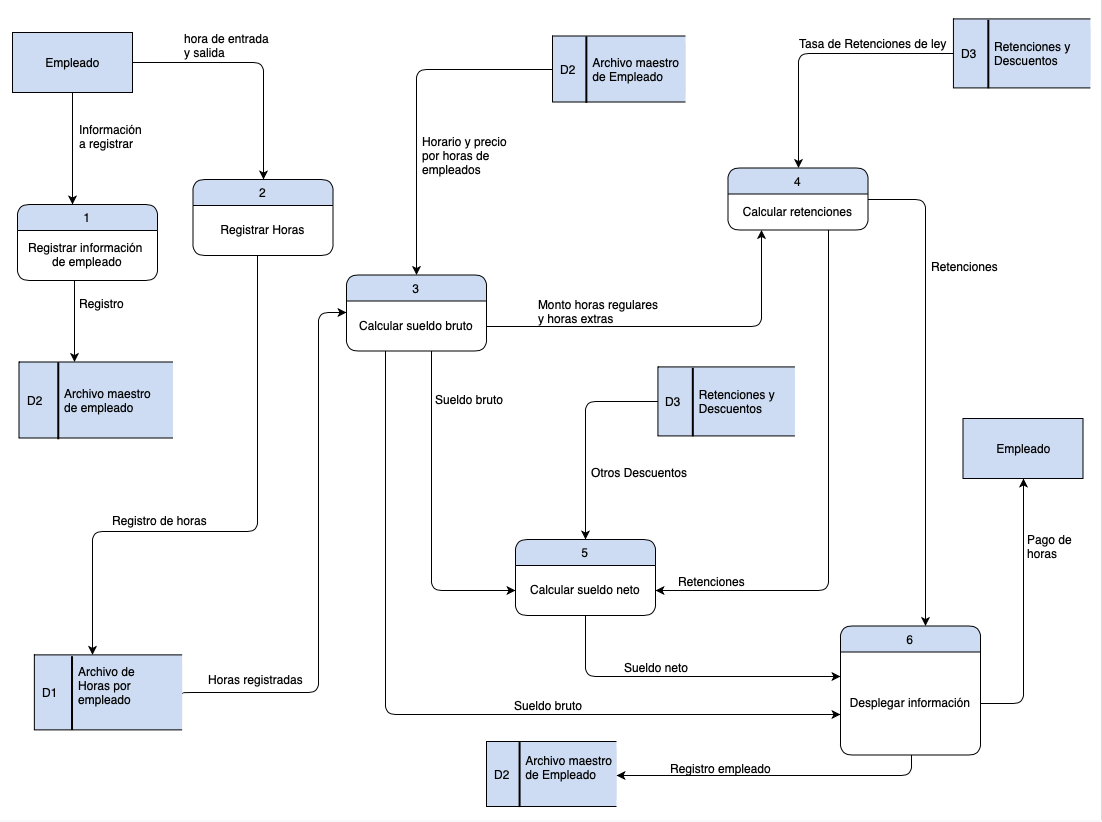 Empleado
hora de entrada
y salida
D2
Archivo maestro
de Empleado
Tasa de Retenciones de ley
D3
Retenciones y
Descuentos
Información
a registrar
Horario y precio
por horas de
empleados
1
Registrar información
de empleado
2
Registrar Horas
4
Calcular retenciones
Retenciones
Registro
3
Calcular sueldo bruto
Monto horas regulares
y horas extras
D2
Archivo maestro
de empleado
Sueldo bruto
D3
Retenciones y
Descuentos
Empleado
Otros Descuentos
Registro de horas
5
Calcular sueldo neto
Retenciones
Pago de
horas
D1
Archivo de
Horas por
empleado
Horas registradas
Sueldo neto
Sueldo bruto
6
Desplegar información
D2
Archivo maestro
de Empleado
Registro empleado